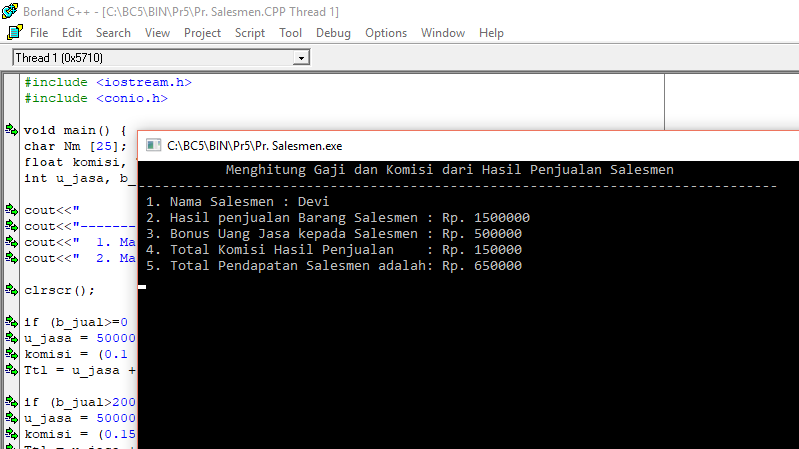 Borland C++ - [C:\BC5\BIN\Pr5\Pr. Salesmen.CPP Thread 1]
File Edit Search View Project Script Tool Debug Options Window Help
Thread 1 (0x5710)
#include <iostream.h>
#include <conio.h>
void main() {
char Nm [25];
float komisi,
int u_jasa, b_
cout<<"
cout<<"-------
cout<<"  1. Ma
cout<<"  2. Ma
clrscr();
if (b_jual>=0
u_jasa = 50000
komisi = (0.1
Ttl = u_jasa +
if (b_jual>200
u_jasa = 50000
komisi = (0.15
Ttl = u_jasa +
C:\BC5\BIN\Pr5\Pr. Salesmen.exe
Menghitung Gaji dan Komisi dari Hasil Penjualan Salesmen
--------------------------------------------------------------------------------
1. Nama Salesmen : Devi
2. Hasil penjualan Barang Salesmen : Rp. 1500000
3. Bonus Uang Jasa kepada Salesmen : Rp. 500000
4. Total Komisi Hasil Penjualan    : Rp. 150000
5. Total Pendapatan Salesmen adalah: Rp. 650000